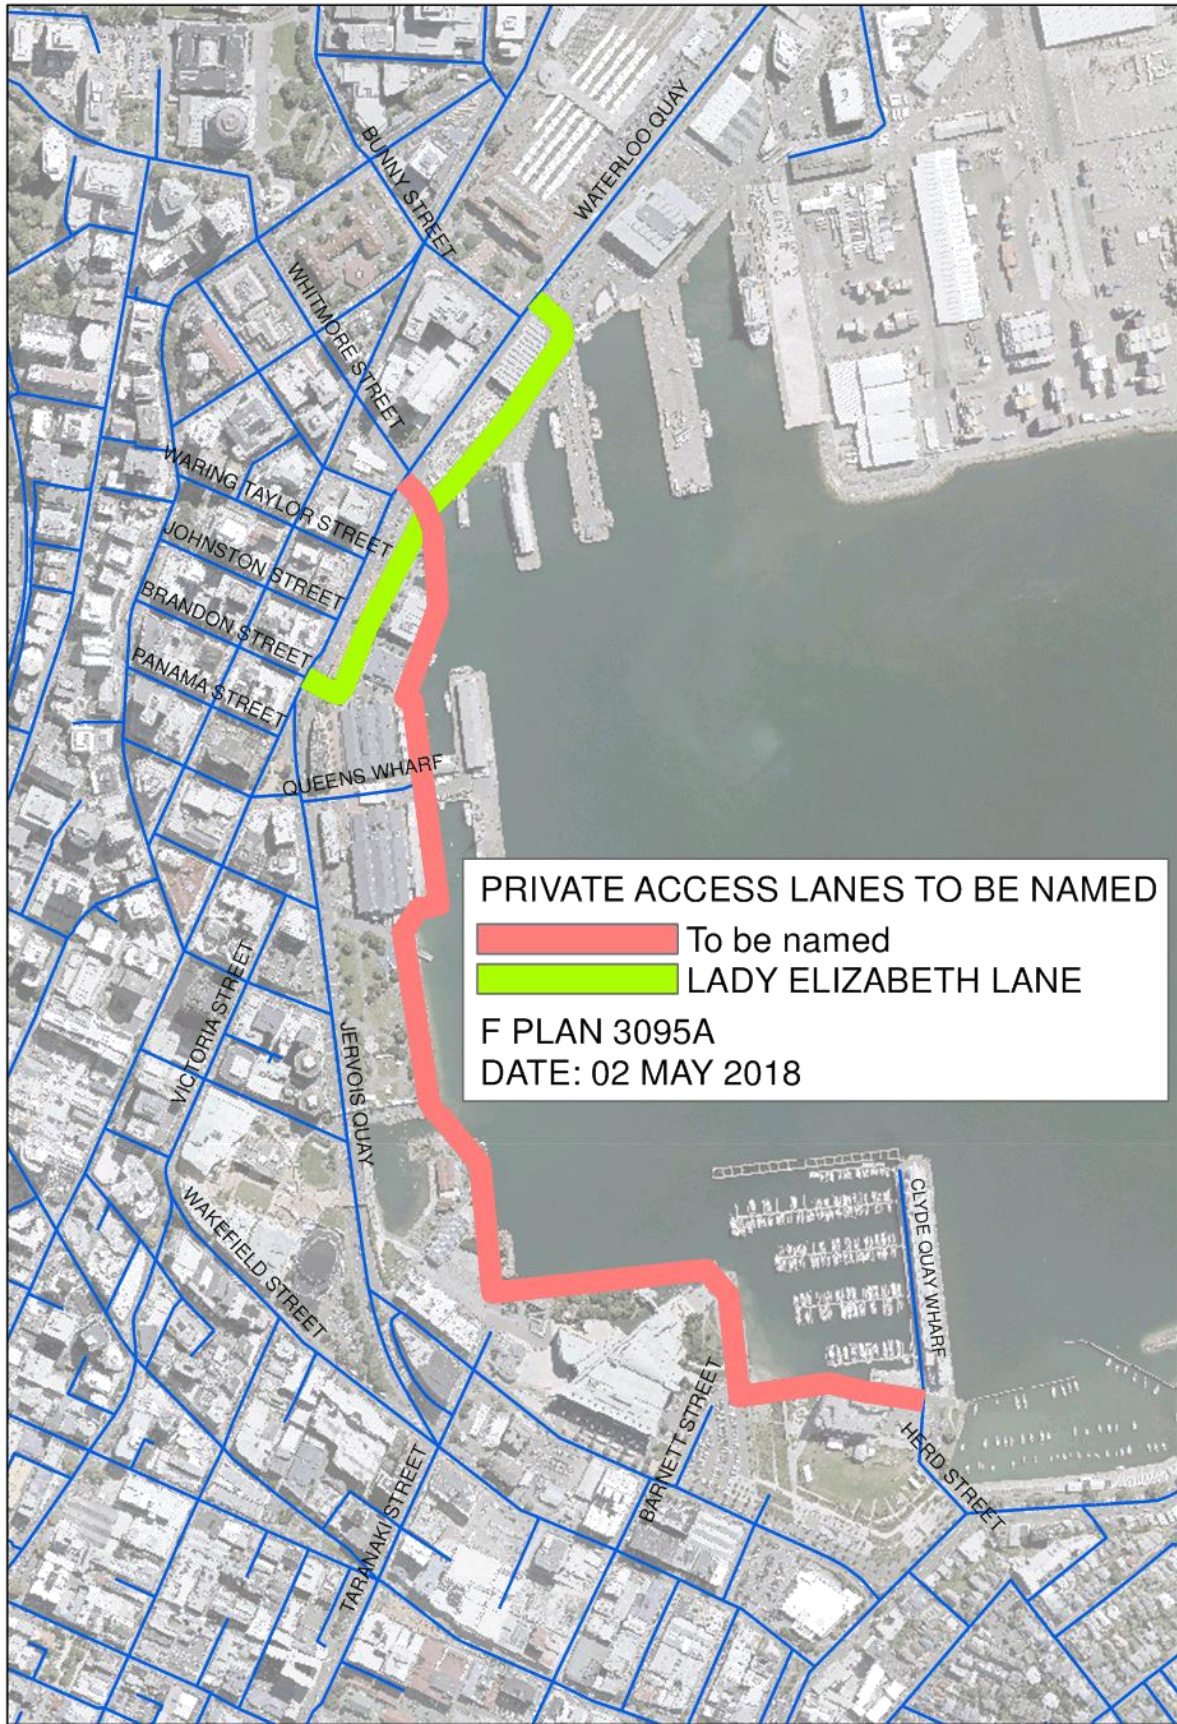 BUNNY STREET
WATERLOO QUAY
WHITMORE STREET
WARING TAYLOR STREET
JOHNSTON STREET
BRANDON STREET
PANAMA STREET
QUEENS WHARF
PRIVATE ACCESS LANES TO BE NAMED
To be named
LADY ELIZABETH LANE
F PLAN 3095A
DATE: 02 MAY 2018
VICTORIA STREET
JERVOIS QUAY
WAKEFIELD STREET
CLYDE QUAY WHARF
BARNETT STREET
HERD STREET
TARANAKI STREET